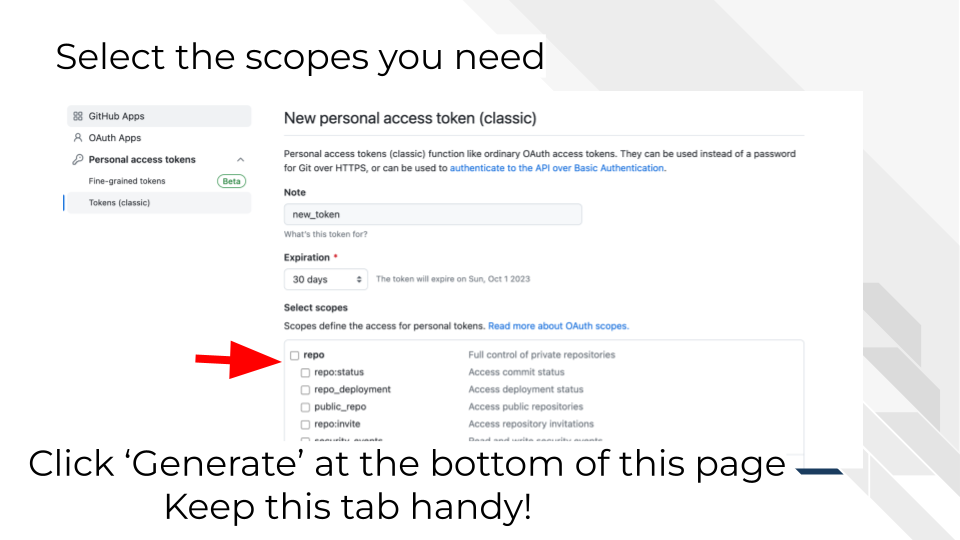 Select the scopes you need
GitHub Apps
OAuth Apps
Personal access tokens
Fine-grained tokens Beta
Tokens (classic)
New personal access token (classic)
Personal access tokens (classic) function like ordinary OAuth access tokens. They can be used instead of a password
for Git over HTTPS, or can be used to authenticate to the API over Basic Authentication.
Note
new_token
What's this token for?
Expiration *
30 days The token will expire on Sun, Oct 1 2023
Select scopes
Scopes define the access for personal tokens. Read more about OAuth scopes.
repo Full control of private repositories
repo:status Access commit status
repo_deployment Access deployment status
public_repo Access public repositories
repo:invite Access repository invitations
security_events Read and write security events
Click ‘Generate’ at the bottom of this page
Keep this tab handy!